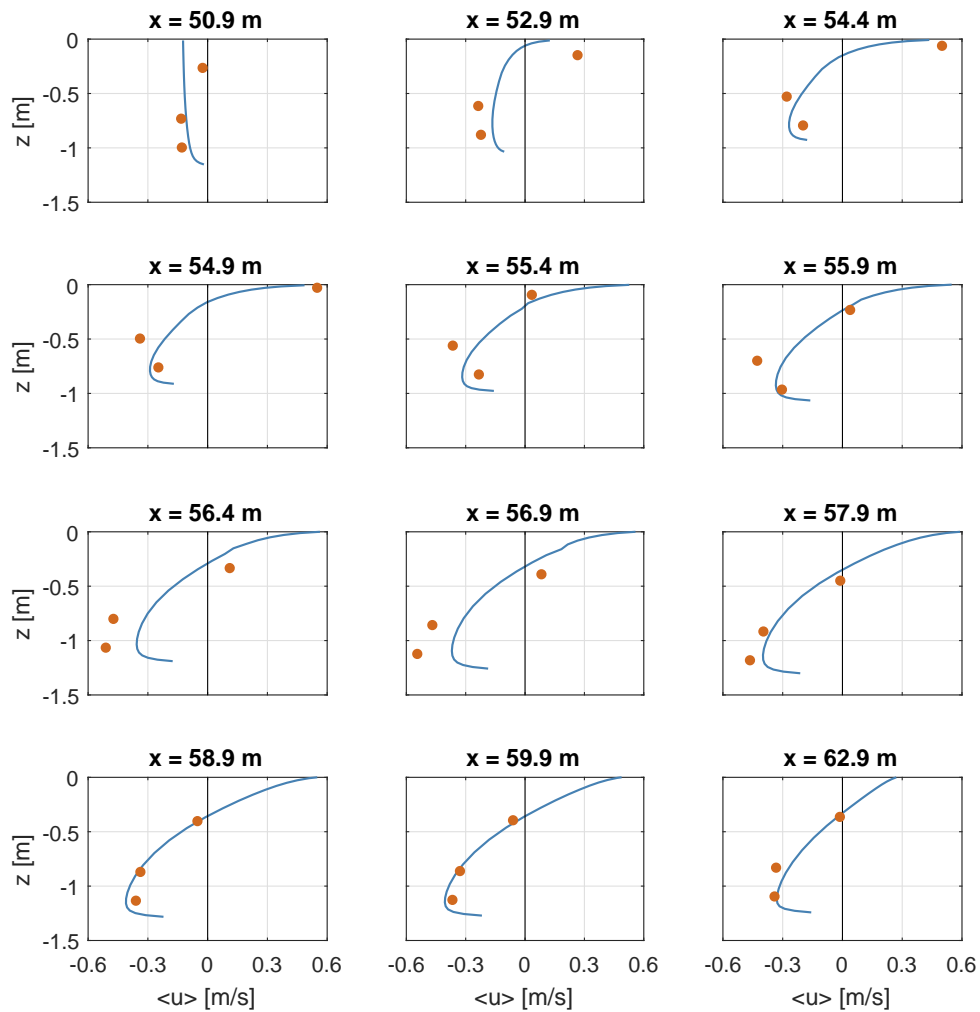 x = 50.9 m x = 52.9 m x = 54.4 m
0
-0.5
-1
-1.5
z [m]
x = 54.9 m x = 55.4 m x = 55.9 m
0
-0.5
-1
-1.5
z [m]
x = 56.4 m x = 56.9 m x = 57.9 m
0
-0.5
-1
-1.5
z [m]
x = 58.9 m x = 59.9 m x = 62.9 m
0
-0.5
-1
-1.5
z [m]
-0.6 -0.3 0 0.3 0.6 -0.6 -0.3 0 0.3 0.6 -0.6 -0.3 0 0.3 0.6
<u> [m/s] <u> [m/s] <u> [m/s]